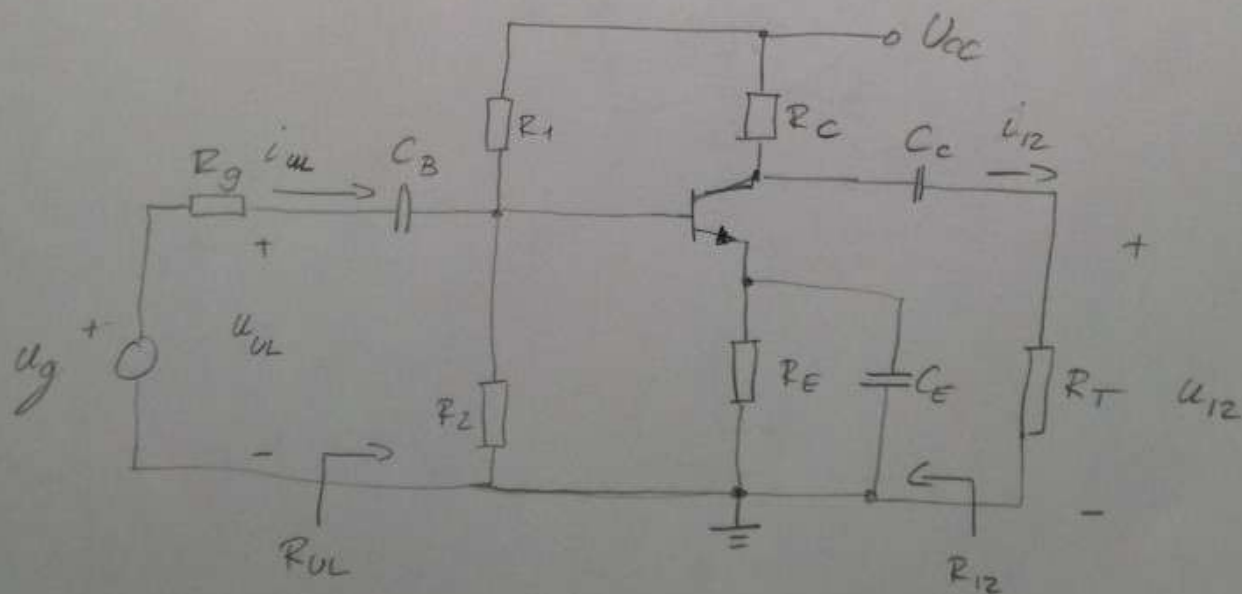 UCC
R1
RC
Rg
iul
CB
Cc
i12
+
+
+
uUL
ug
R2
RE
CE
RT
u12
-
-
RUL
R12